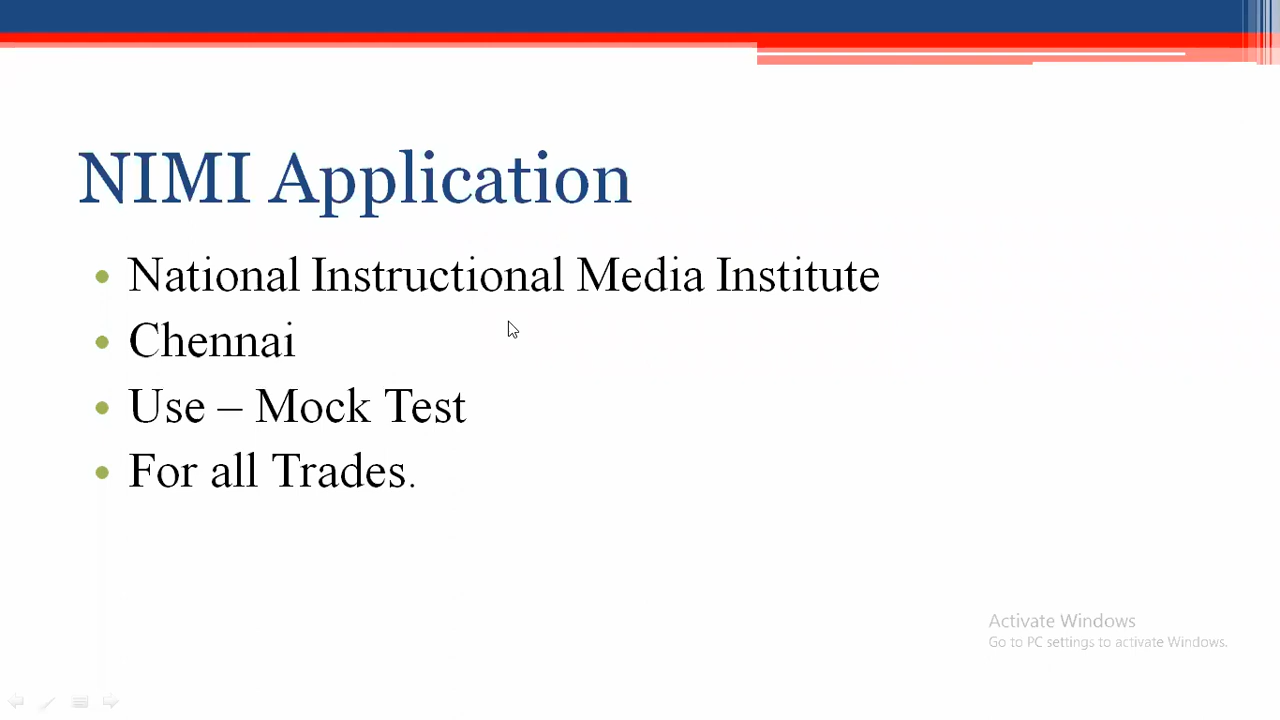 NIMI Application
• National Instructional Media Institute
• Chennai
• Use – Mock Test
• For all Trades.
Activate Windows
Go to PC settings to activate Windows.